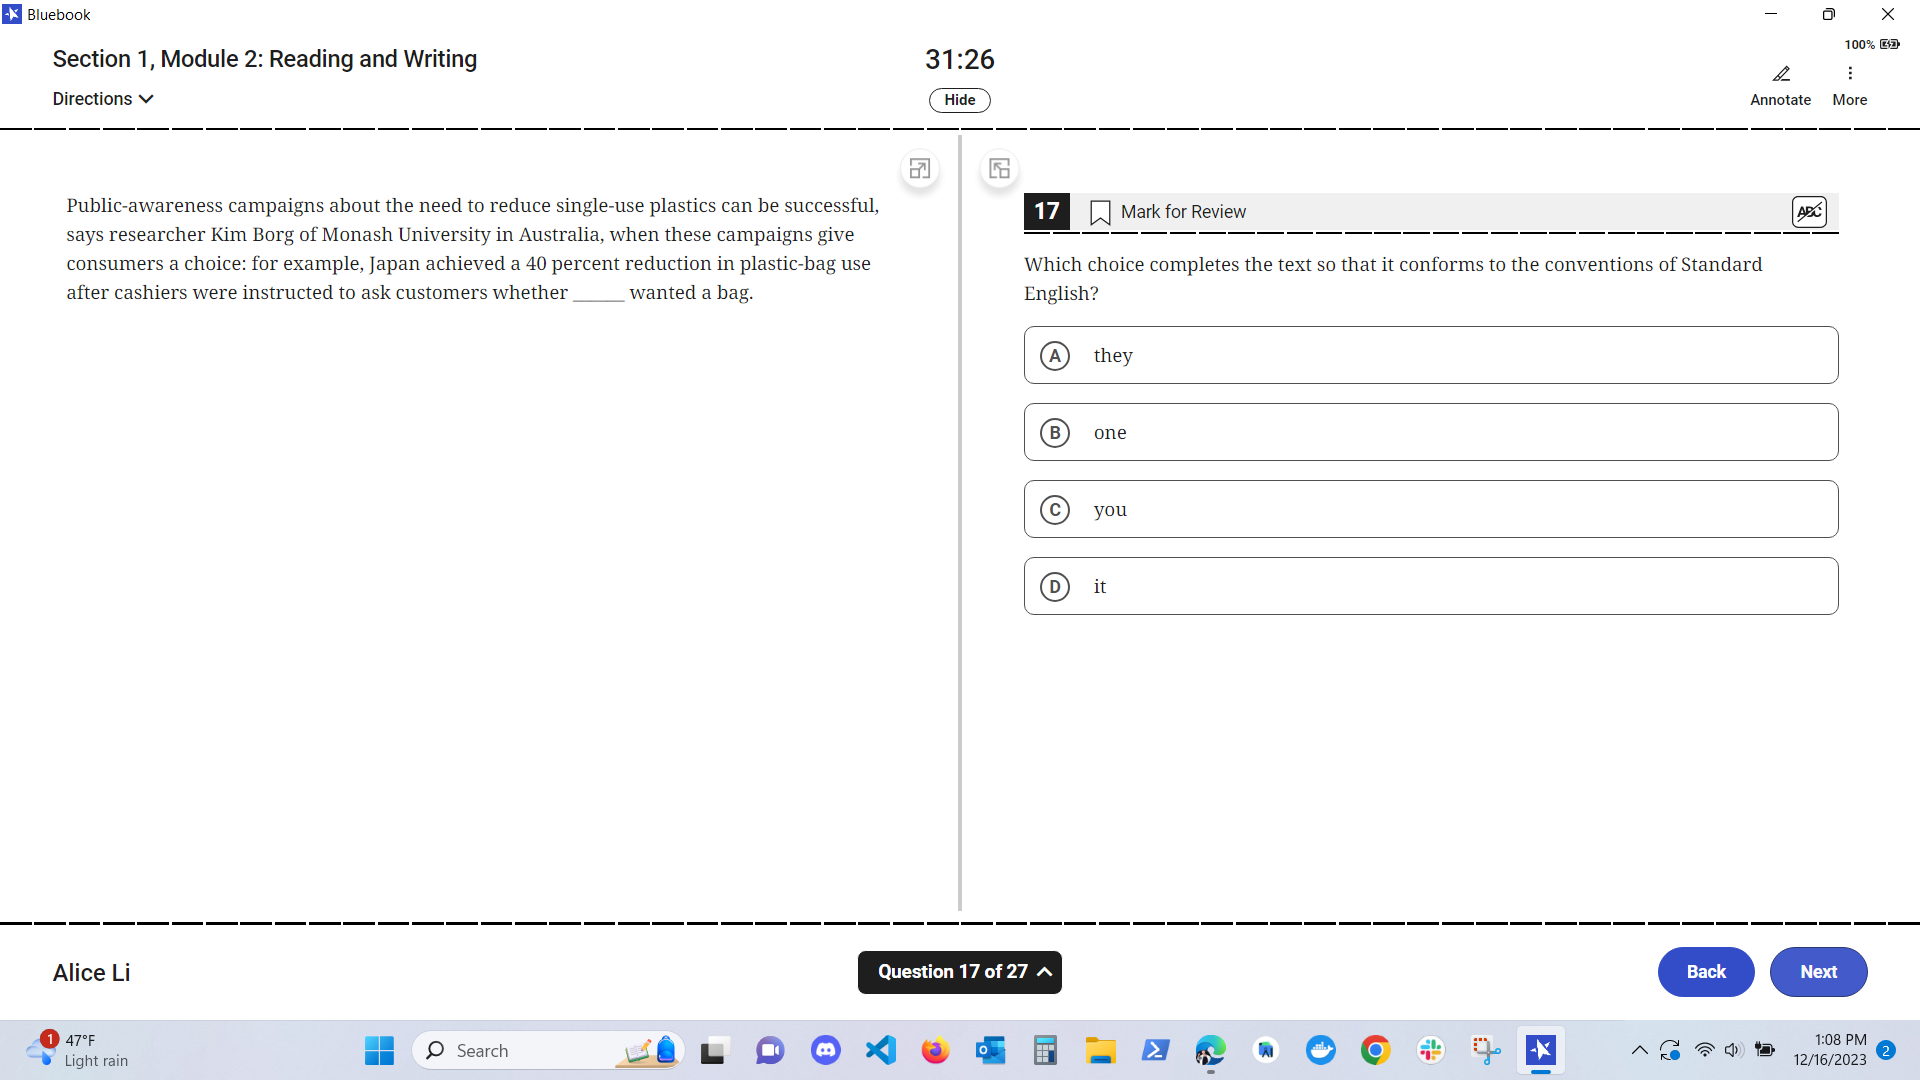 Bluebook
Section 1, Module 2: Reading and Writing
31:26
100%
Directions
Hide
Annotate
More
Public-awareness campaigns about the need to reduce single-use plastics can be successful,
says researcher Kim Borg of Monash University in Australia, when these campaigns give
consumers a choice: for example, Japan achieved a 40 percent reduction in plastic-bag use
after cashiers were instructed to ask customers whether ______ wanted a bag.
17 Mark for Review ABC
Which choice completes the text so that it conforms to the conventions of Standard
English?
A they
B one
C you
D it
Alice Li
Question 17 of 27
Back
Next
1
47°F
Light rain
Search
1:08 PM
12/16/2023
2